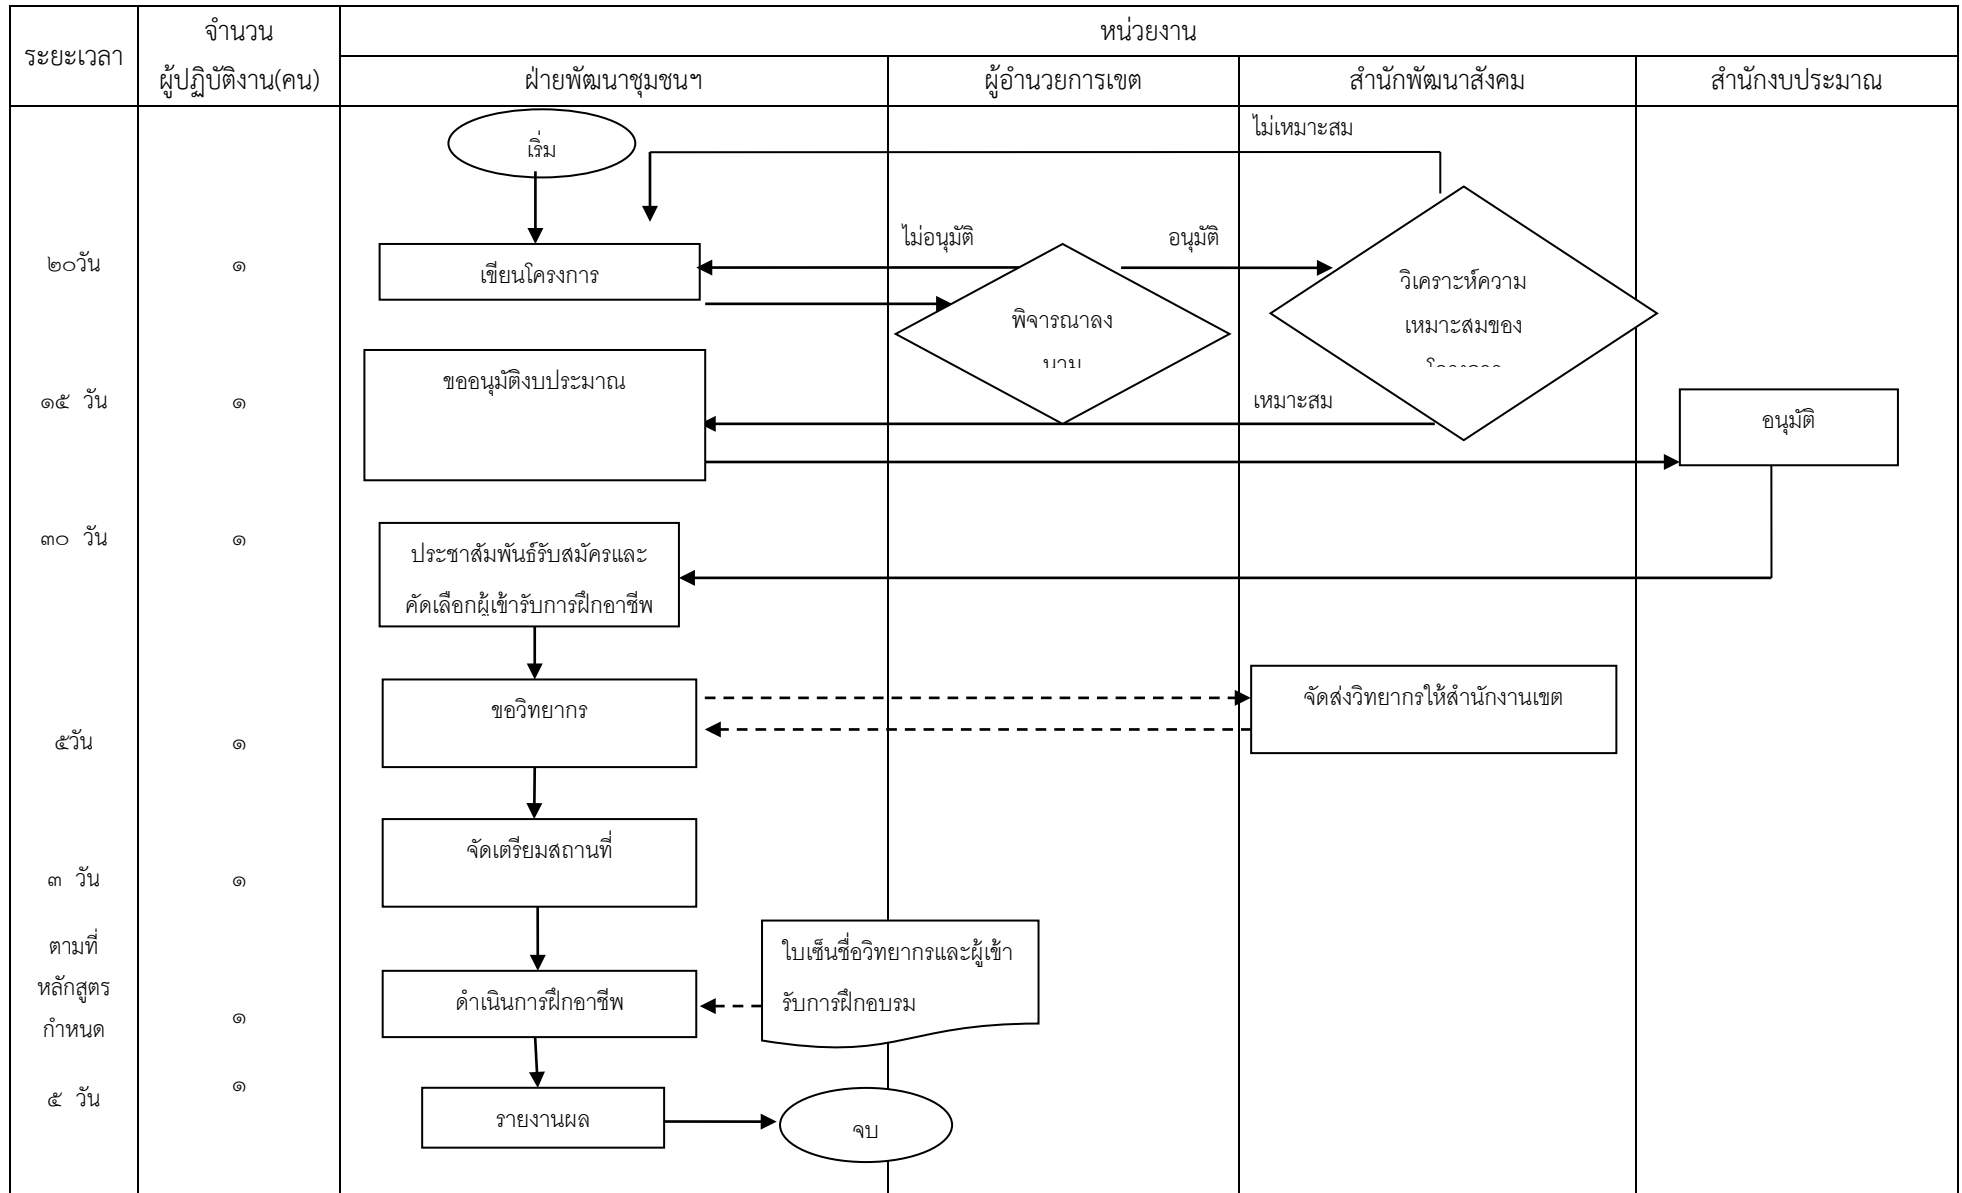 ระยะเวลา
จำนวน
ผู้ปฏิบัติงาน(คน)
หน่วยงาน
ฝ่ายพัฒนาชุมชนฯ
ผู้อำนวยการเขต
สำนักพัฒนาสังคม
สำนักงบประมาณ
เริ่ม
ไม่เหมาะสม
ไม่อนุมัติ
อนุมัติ
๒๐วัน
๑
เขียนโครงการ
พิจารณาลง
วิเคราะห์ความ
เหมาะสมของ
๑๕ วัน
๑
ขออนุมัติงบประมาณ
เหมาะสม
อนุมัติ
๓๐ วัน
๑
ประชาสัมพันธ์รับสมัครและ
คัดเลือกผู้เข้ารับการฝึกอาชีพ
๕วัน
๑
ขอวิทยากร
จัดส่งวิทยากรให้สำนักงานเขต
๓ วัน
๑
จัดเตรียมสถานที่
ตามที่
หลักสูตร
กำหนด
๑
ดำเนินการฝึกอาชีพ
ใบเซ็นชื่อวิทยากรและผู้เข้า
รับการฝึกอบรม
๕ วัน
๑
รายงานผล
จบ